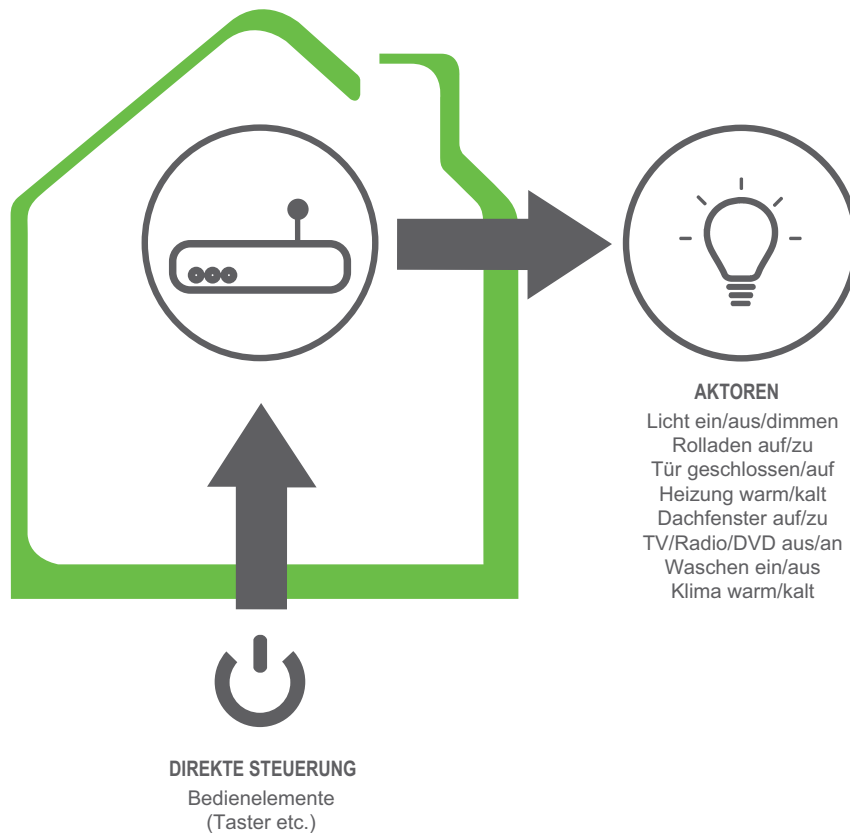 AKTOREN
Licht ein/aus/dimmen
Rolladen auf/zu
Tür geschlossen/auf
Heizung warm/kalt
Dachfenster auf/zu
TV/Radio/DVD aus/an
Waschen ein/aus
Klima warm/kalt
DIREKTE STEUERUNG
Bedienelemente
(Taster etc.)